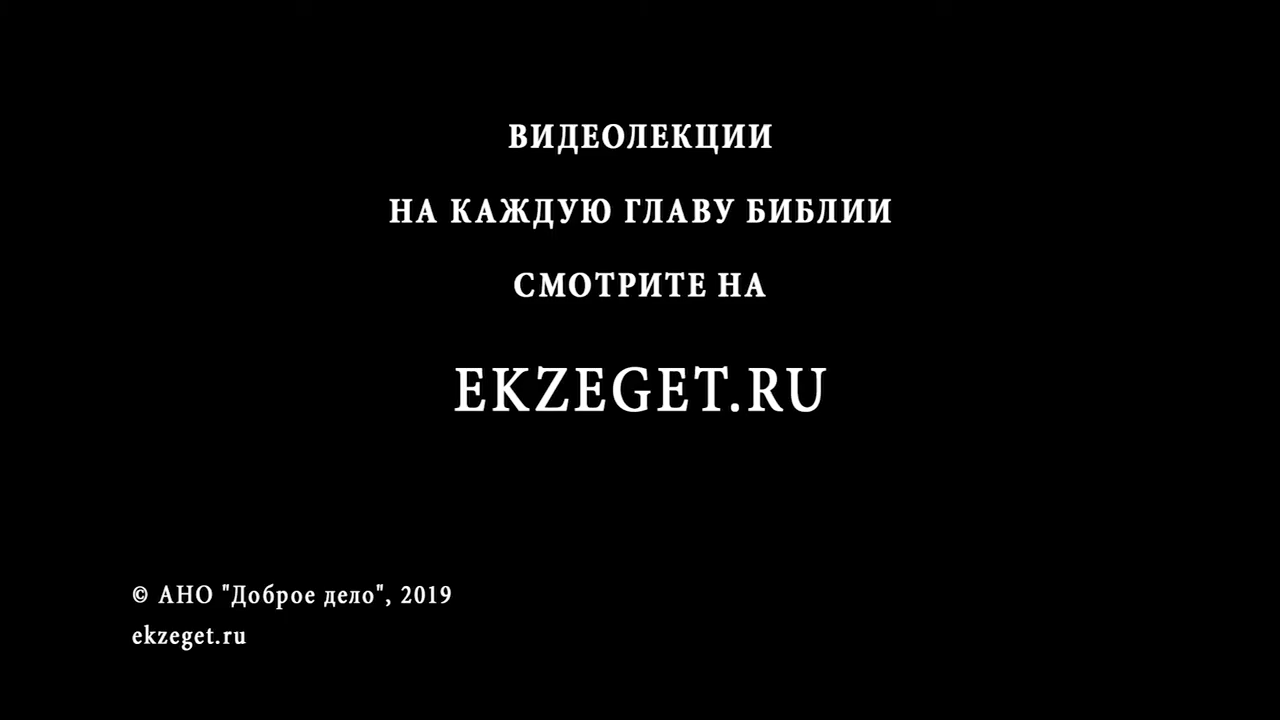 ВИДЕОЛЕКЦИИ
НА КАЖДУЮ ГЛАВУ БИБЛИИ
СМОТРИТЕ НА
EKZEGET.RU
© АНО "Доброе дело", 2019
ekzeget.ru